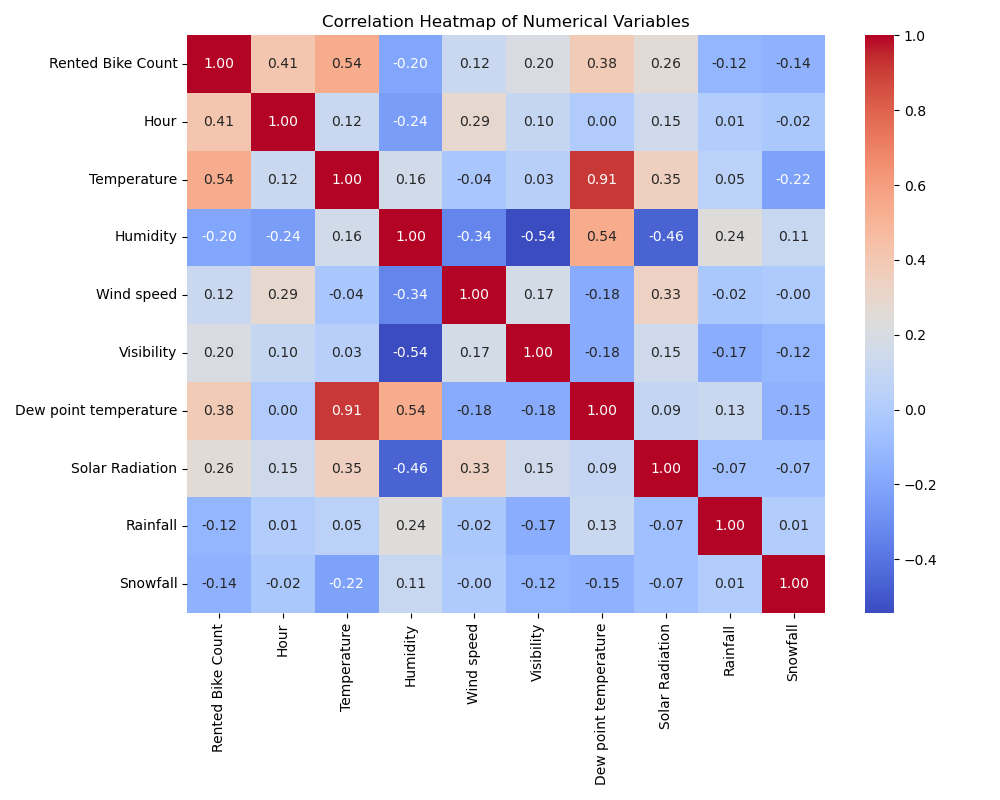 Correlation Heatmap of Numerical Variables
Rented Bike Count 1.00 0.41 0.54 -0.20 0.12 0.20 0.38 0.26 -0.12 -0.14
Hour 0.41 1.00 0.12 -0.24 0.29 0.10 0.00 0.15 0.01 -0.02
Temperature 0.54 0.12 1.00 0.16 -0.04 0.03 0.91 0.35 0.05 -0.22
Humidity -0.20 -0.24 0.16 1.00 -0.34 -0.54 0.54 -0.46 0.24 0.11
Wind speed 0.12 0.29 -0.04 -0.34 1.00 0.17 -0.18 0.33 -0.02 -0.00
Visibility 0.20 0.10 0.03 -0.54 0.17 1.00 -0.18 0.15 -0.17 -0.12
Dew point temperature 0.38 0.00 0.91 0.54 -0.18 -0.18 1.00 0.09 0.13 -0.15
Solar Radiation 0.26 0.15 0.35 -0.46 0.33 0.15 0.09 1.00 -0.07 -0.07
Rainfall -0.12 0.01 0.05 0.24 -0.02 -0.17 0.13 -0.07 1.00 0.01
Snowfall -0.14 -0.02 -0.22 0.11 -0.00 -0.12 -0.15 -0.07 0.01 1.00
Rented Bike Count
Hour
Temperature
Humidity
Wind speed
Visibility
Dew point temperature
Solar Radiation
Rainfall
Snowfall
1.0
0.8
0.6
0.4
0.2
0.0
−0.2
−0.4